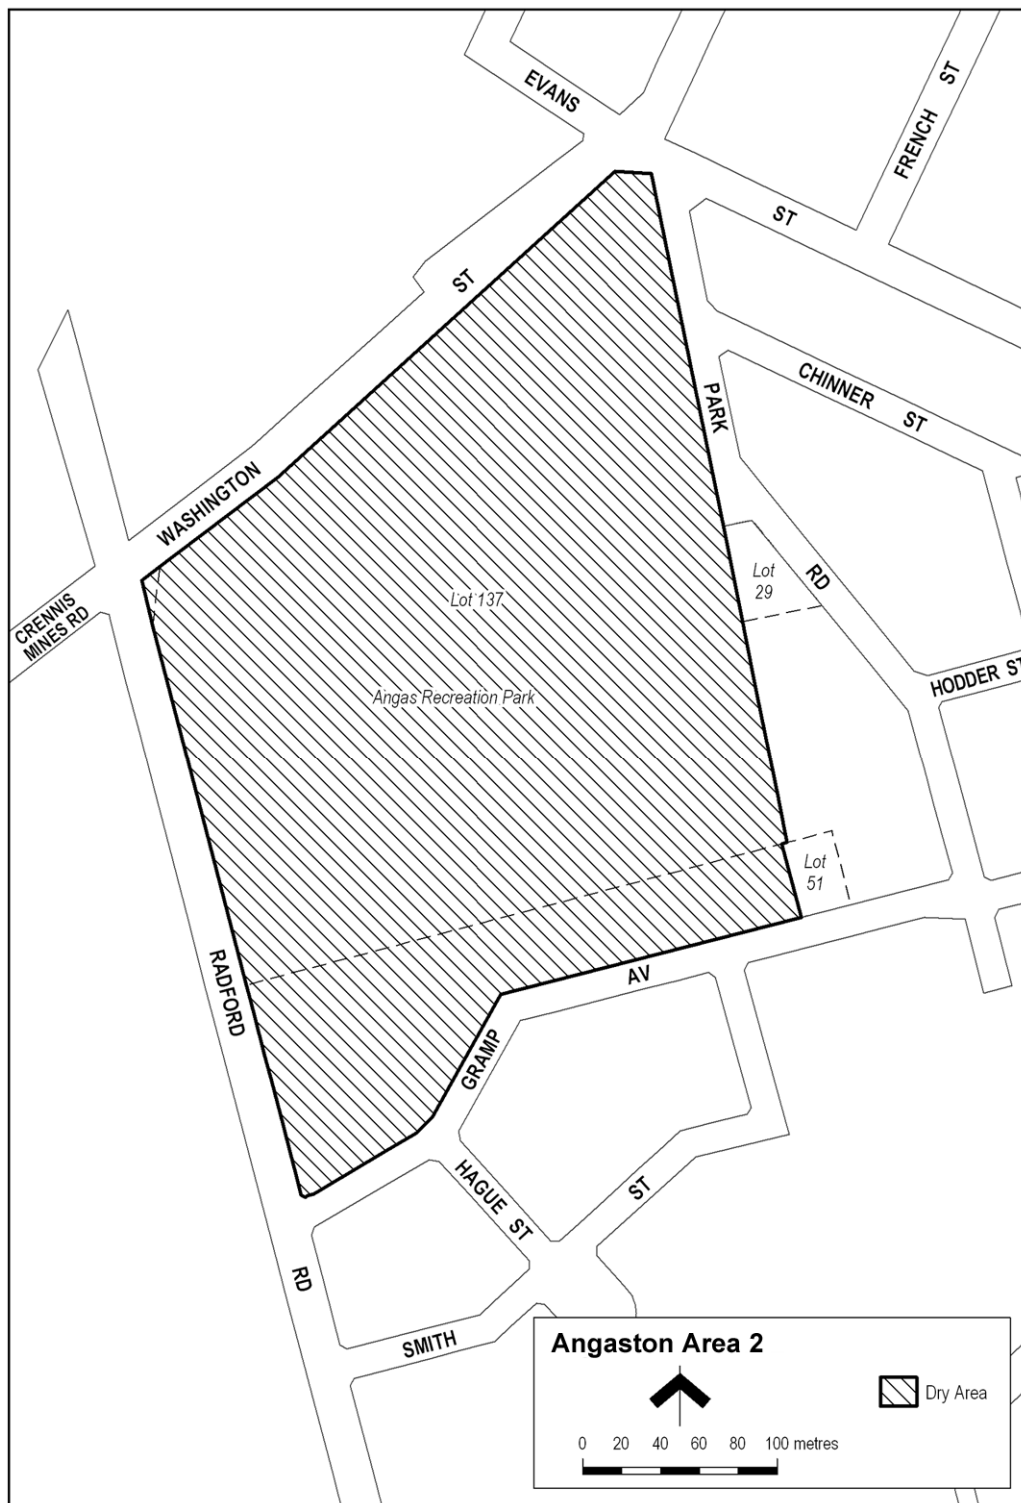 EVANS
ST
FRENCH ST
ST
WASHINGTON
CHINNER ST
PARK
RD
Lot
29
Lot 137
CRENNIS
MINES RD
Angas Recreation Park
HODDER ST
Lot
51
RADFORD
AV
GRAMP
HAGUE ST
ST
RD
SMITH
Angaston Area 2
Dry Area
0 20 40 60 80 100 metres